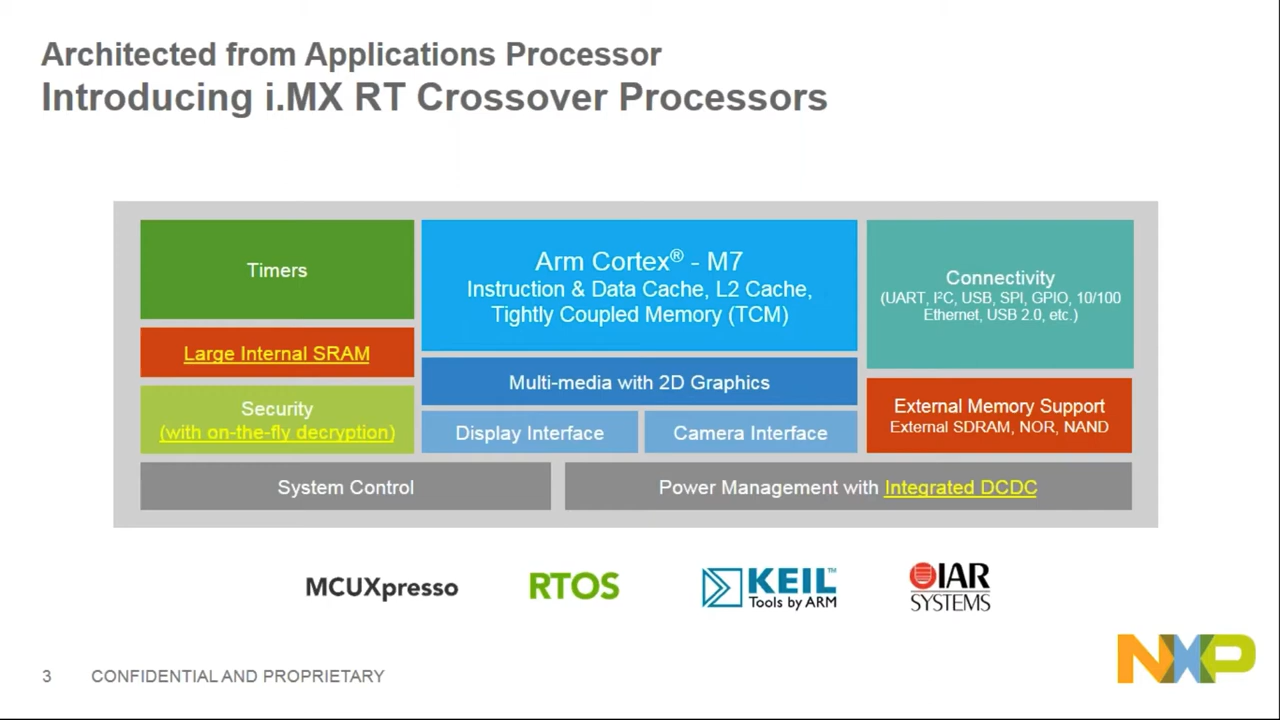 Architected from Applications Processor
Introducing i.MX RT Crossover Processors
Timers
Large Internal SRAM
Security
(with on-the-fly decryption)
Arm Cortex® - M7
Instruction & Data Cache, L2 Cache,
Tightly Coupled Memory (TCM)
Multi-media with 2D Graphics
Display Interface
Camera Interface
Connectivity
(UART, I²C, USB, SPI, GPIO, 10/100
Ethernet, USB 2.0, etc.)
External Memory Support
External SDRAM, NOR, NAND
System Control
Power Management with Integrated DCDC
MCUXpresso
RTOS
KEIL™
Tools by ARM
IAR
SYSTEMS
3 CONFIDENTIAL AND PROPRIETARY
NXP